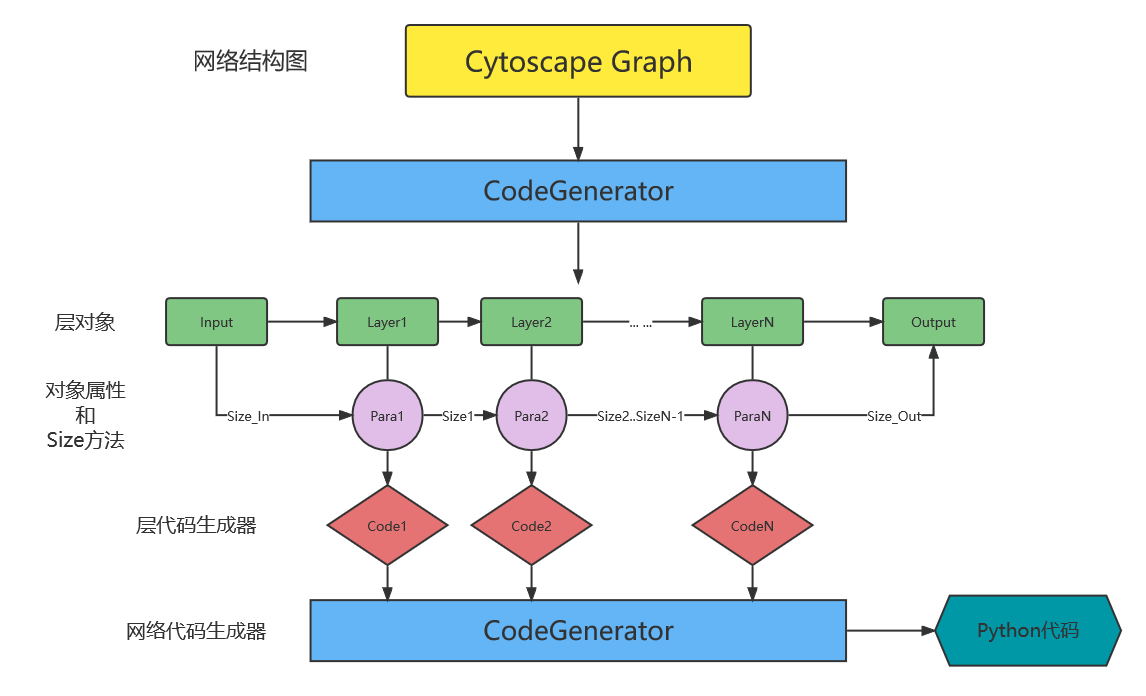 网络结构图
Cytoscape Graph
CodeGenerator
层对象
Input
Layer1
Layer2
... ...
LayerN
Output
对象属性
和
Size方法
Size_In
Para1
Size1
Para2
Size2..SizeN-1
ParaN
Size_Out
层代码生成器
Code1
Code2
CodeN
网络代码生成器
CodeGenerator
Python代码